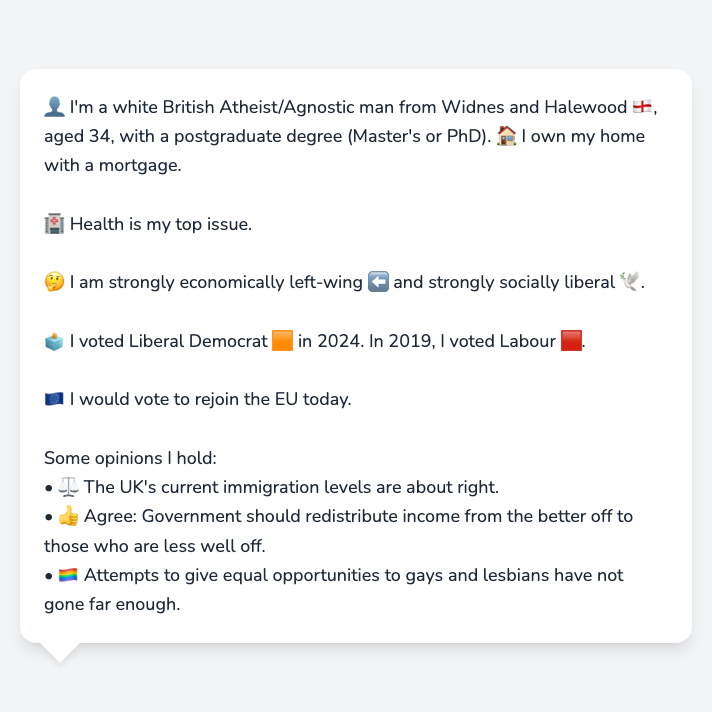 👤 I'm a white British Atheist/Agnostic man from Widnes and Halewood 🏴󠁧󠁢󠁥󠁮󠁧󠁿,
aged 34, with a postgraduate degree (Master's or PhD). 🏠 I own my home
with a mortgage.
🏥 Health is my top issue.
🤔 I am strongly economically left-wing ⬅️ and strongly socially liberal 🕊️.
🗳️ I voted Liberal Democrat 🟧 in 2024. In 2019, I voted Labour 🟥.
🇪🇺 I would vote to rejoin the EU today.
Some opinions I hold:
• ⚖️ The UK's current immigration levels are about right.
• 👍 Agree: Government should redistribute income from the better off to
those who are less well off.
• 🏳️‍🌈 Attempts to give equal opportunities to gays and lesbians have not
gone far enough.